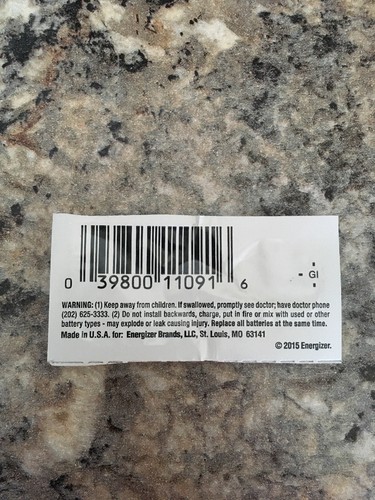 0 39800 11091 6
- GI
WARNING: (1) Keep away from children. If swallowed, promptly see doctor; have doctor phone
(202) 625-3333. (2) Do not install backwards, charge, put in fire or mix with used or other
battery types - may explode or leak causing injury. Replace all batteries at the same time.
Made in U.S.A. for: Energizer Brands, LLC, St. Louis, MO 63141
© 2015 Energizer.